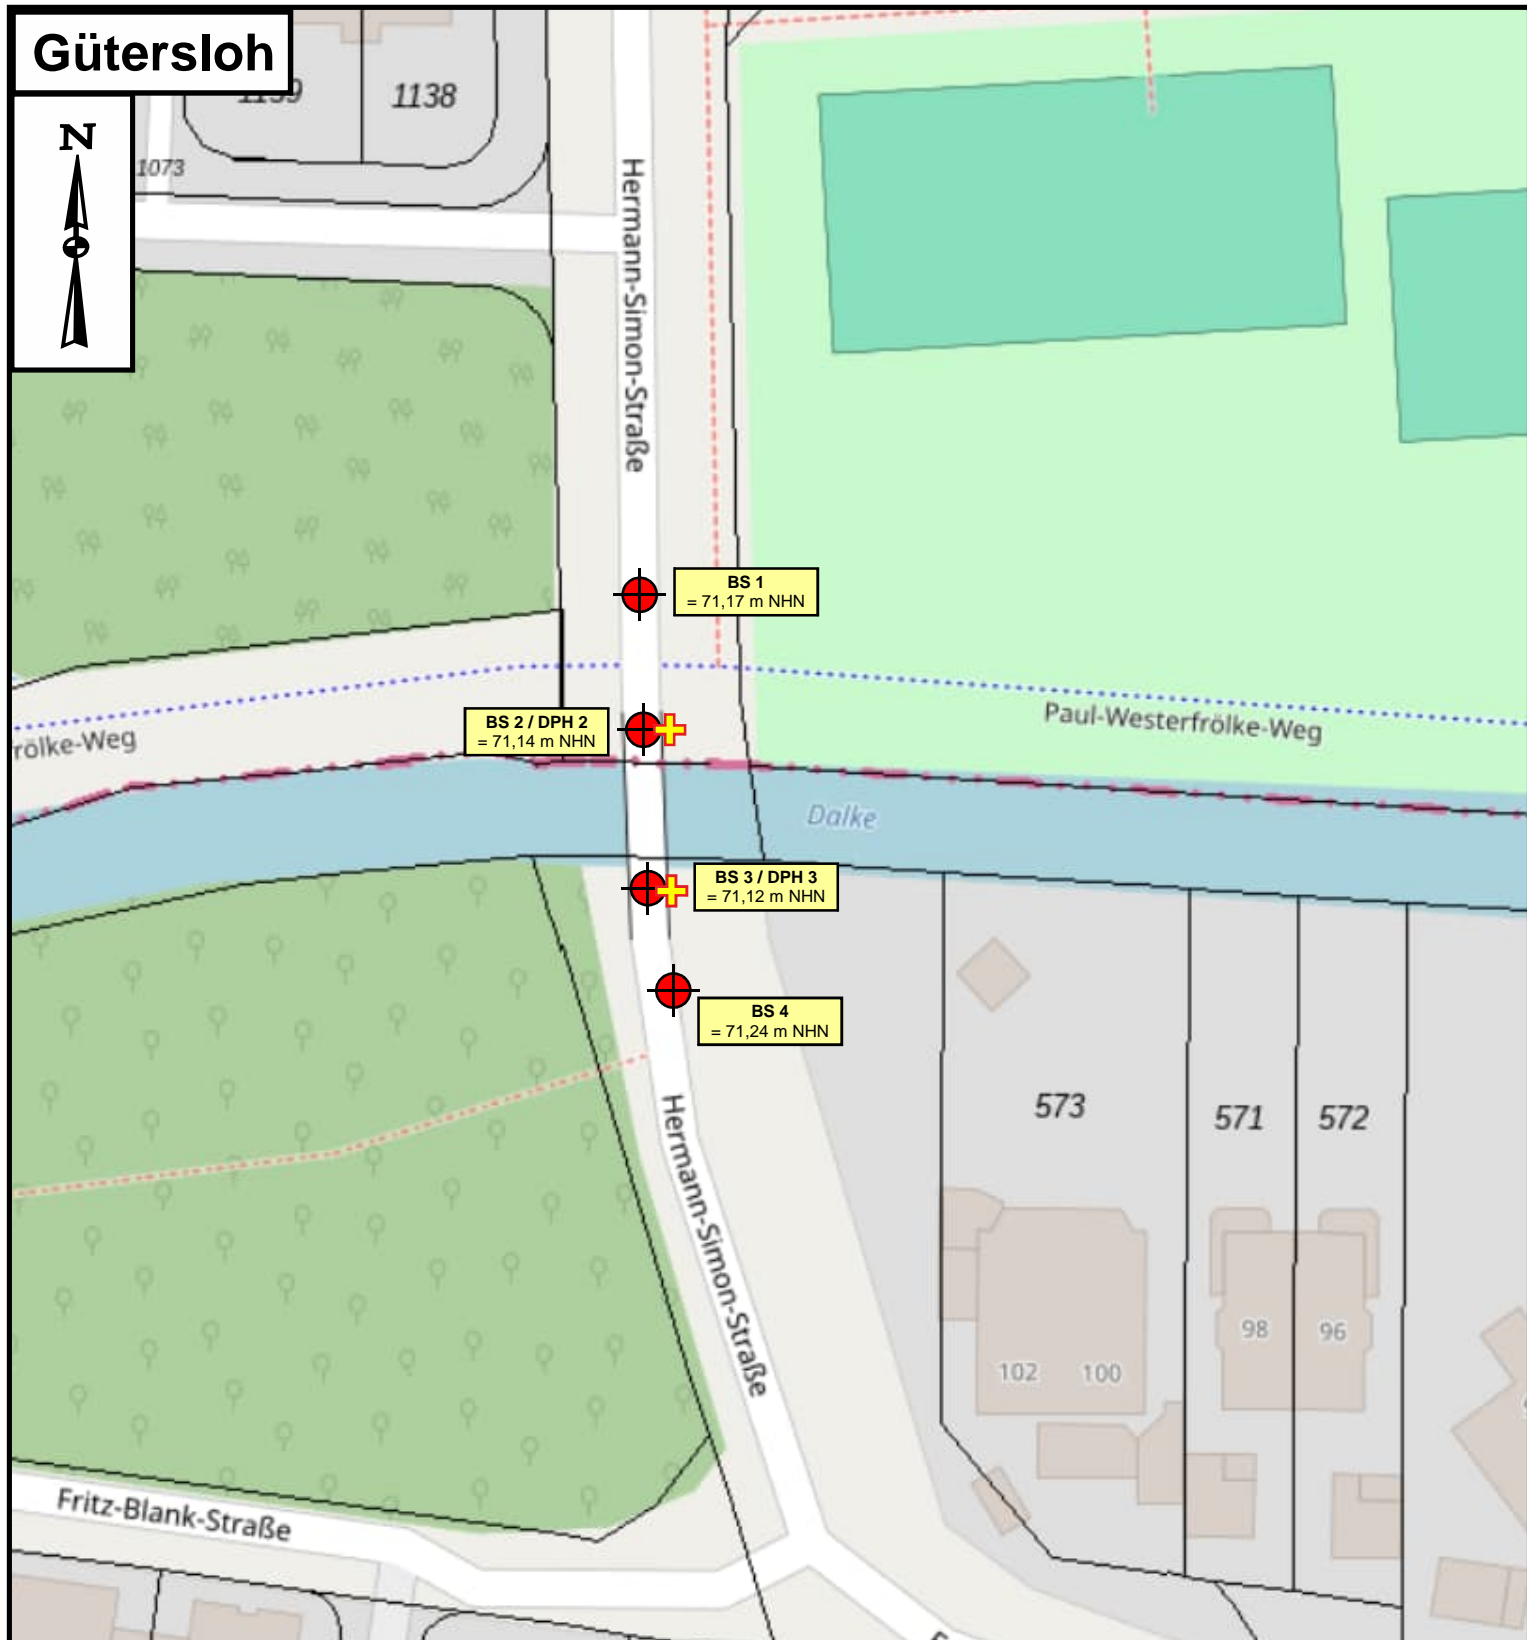 Gütersloh
N
1139
1138
1073
Hermann-Simon-Straße
BS 1
= 71,17 m NHN
BS 2 / DPH 2
= 71,14 m NHN
Paul-Westerfrölke-Weg
rölke-Weg
Dalke
BS 3 / DPH 3
= 71,12 m NHN
BS 4
= 71,24 m NHN
573
571
572
Hermann-Simon-Straße
98
96
102
100
Fritz-Blank-Straße